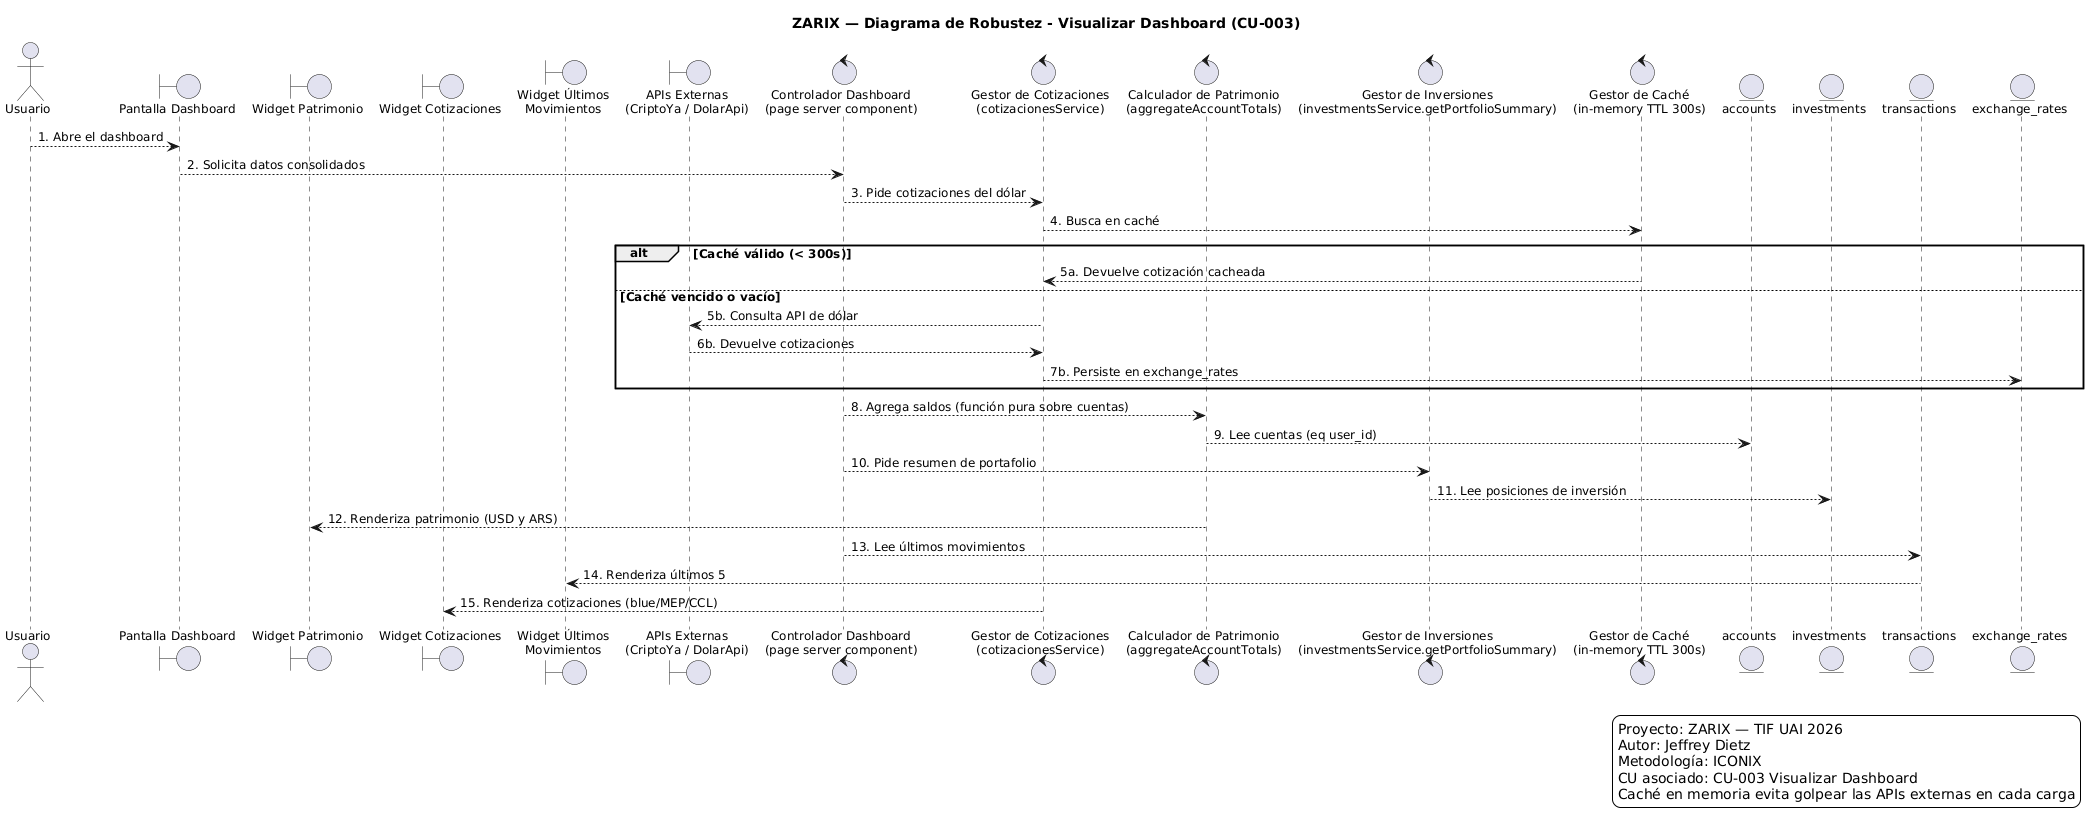 ZARIX — Diagrama de Robustez - Visualizar Dashboard (CU-003)
Usuario
Pantalla Dashboard
Widget Patrimonio
Widget Cotizaciones
Widget Últimos
Movimientos
APIs Externas
(CriptoYa / DolarApi)
Controlador Dashboard
(page server component)
Gestor de Cotizaciones
(cotizacionesService)
Calculador de Patrimonio
(aggregateAccountTotals)
Gestor de Inversiones
(investmentsService.getPortfolioSummary)
Gestor de Caché
(in-memory TTL 300s)
accounts
investments
transactions
exchange_rates
1. Abre el dashboard
2. Solicita datos consolidados
3. Pide cotizaciones del dólar
4. Busca en caché
alt
[Caché válido (< 300s)]
5a. Devuelve cotización cacheada
[Caché vencido o vacío]
5b. Consulta API de dólar
6b. Devuelve cotizaciones
7b. Persiste en exchange_rates
8. Agrega saldos (función pura sobre cuentas)
9. Lee cuentas (eq user_id)
10. Pide resumen de portafolio
11. Lee posiciones de inversión
12. Renderiza patrimonio (USD y ARS)
13. Lee últimos movimientos
14. Renderiza últimos 5
15. Renderiza cotizaciones (blue/MEP/CCL)
Usuario
Pantalla Dashboard
Widget Patrimonio
Widget Cotizaciones
Widget Últimos
Movimientos
APIs Externas
(CriptoYa / DolarApi)
Controlador Dashboard
(page server component)
Gestor de Cotizaciones
(cotizacionesService)
Calculador de Patrimonio
(aggregateAccountTotals)
Gestor de Inversiones
(investmentsService.getPortfolioSummary)
Gestor de Caché
(in-memory TTL 300s)
accounts
investments
transactions
exchange_rates
Proyecto: ZARIX — TIF UAI 2026
Autor: Jeffrey Dietz
Metodología: ICONIX
CU asociado: CU-003 Visualizar Dashboard
Caché en memoria evita golpear las APIs externas en cada carga